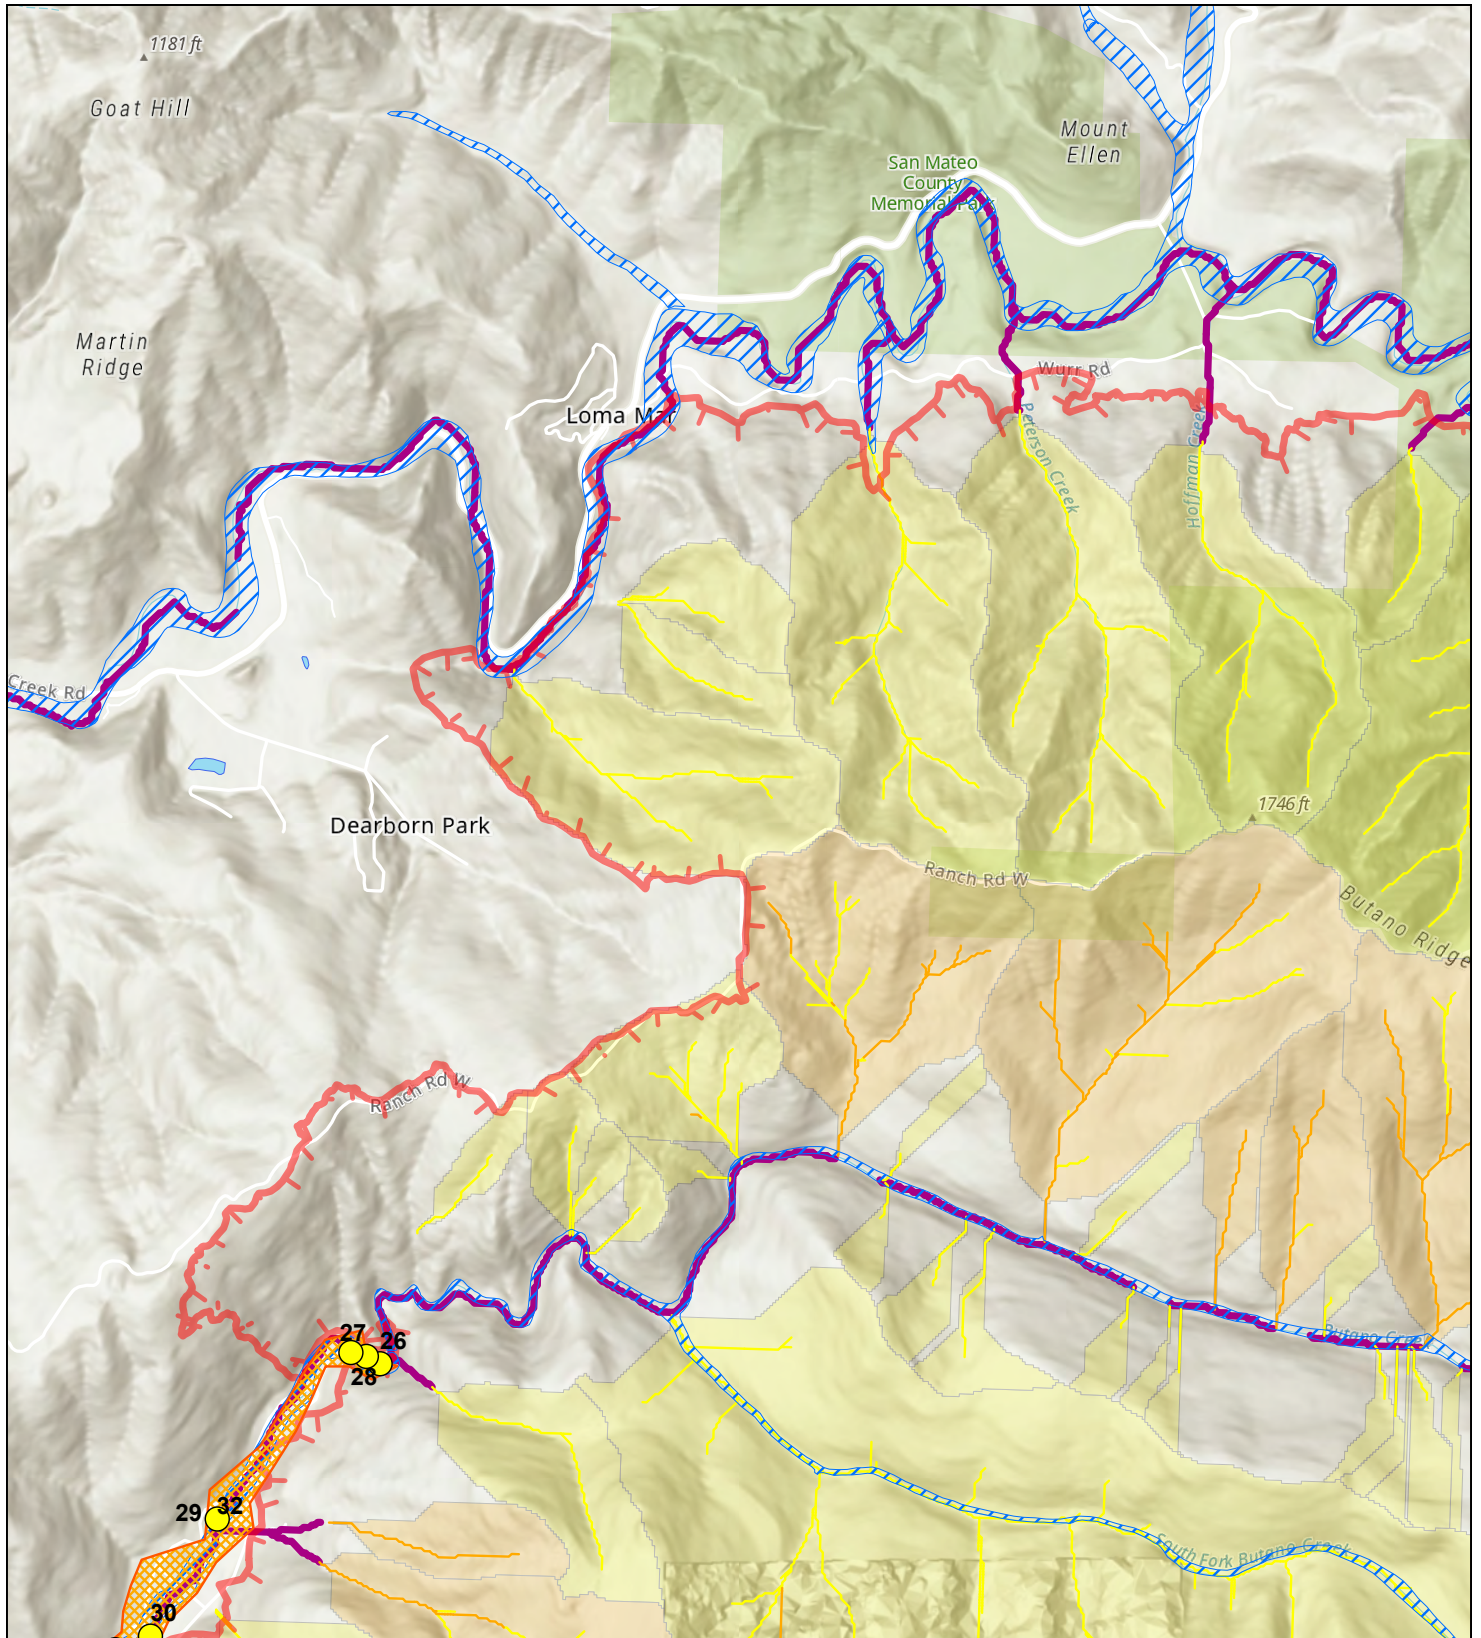 1181 ft
Goat Hill
Mount
Ellen
San Mateo
County
Memorial Park
Martin
Ridge
Wurr Rd
Loma Mar
Peterson Creek
Hoffman Creek
Creek Rd
1746 ft
Dearborn Park
Ranch Rd W
Butano Ridge
Ranch Rd W
Butano Creek
27
26
28
29
32
South Fork Butano Creek
30